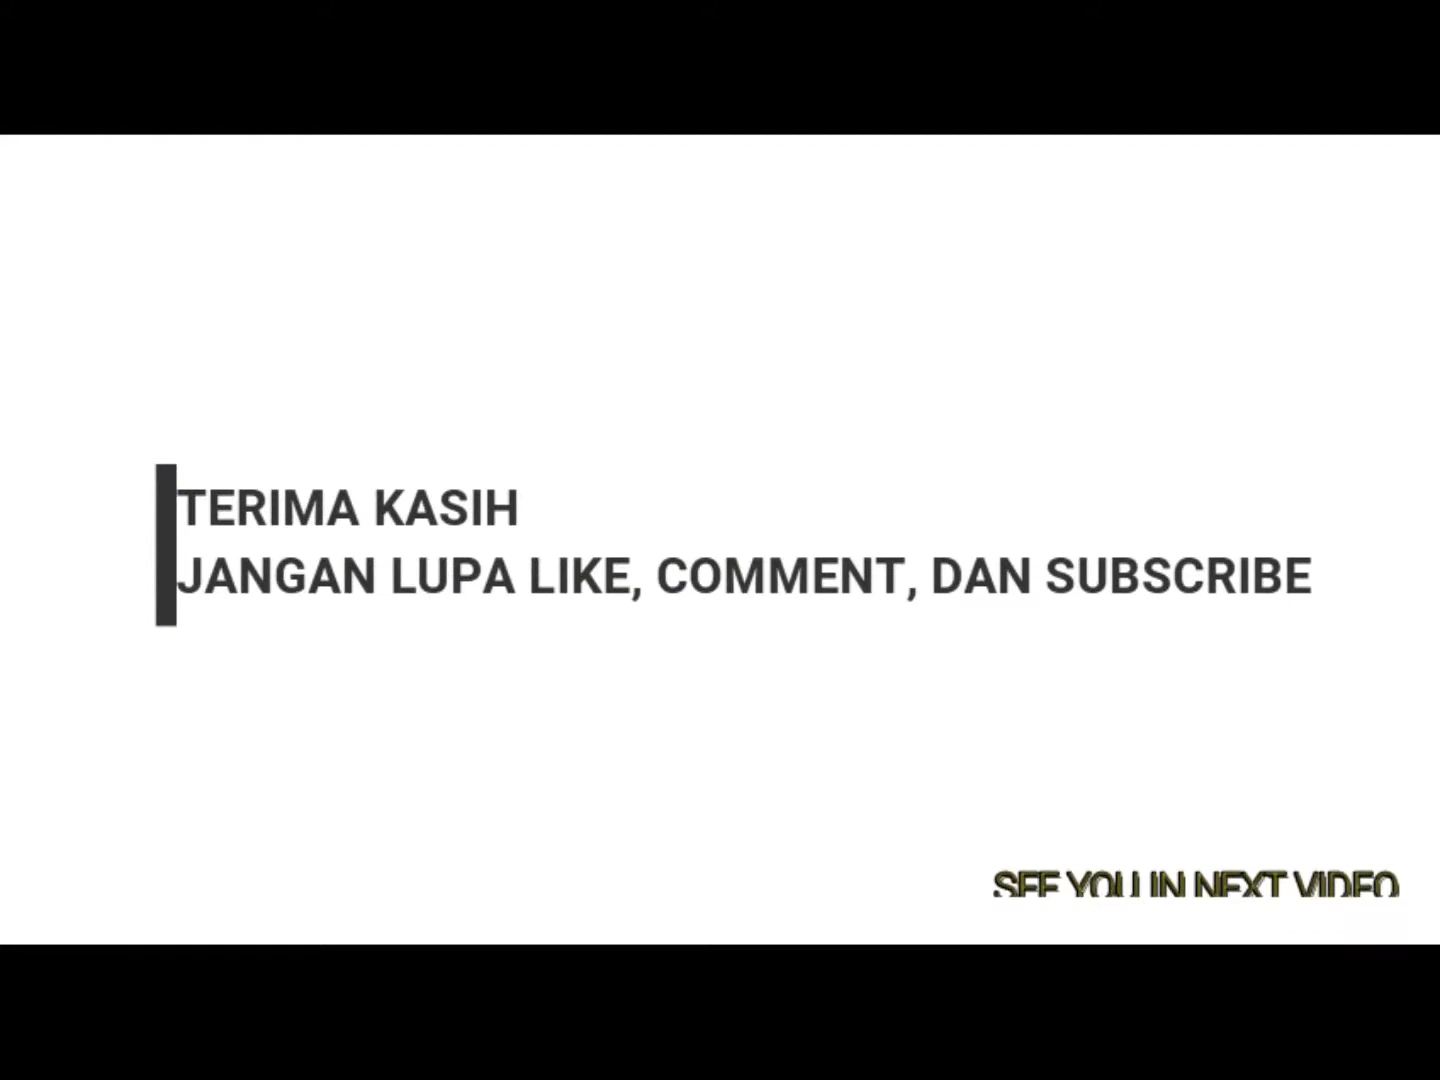 TERIMA KASIH
JANGAN LUPA LIKE, COMMENT, DAN SUBSCRIBE
SEE YOU IN NEXT VIDEO